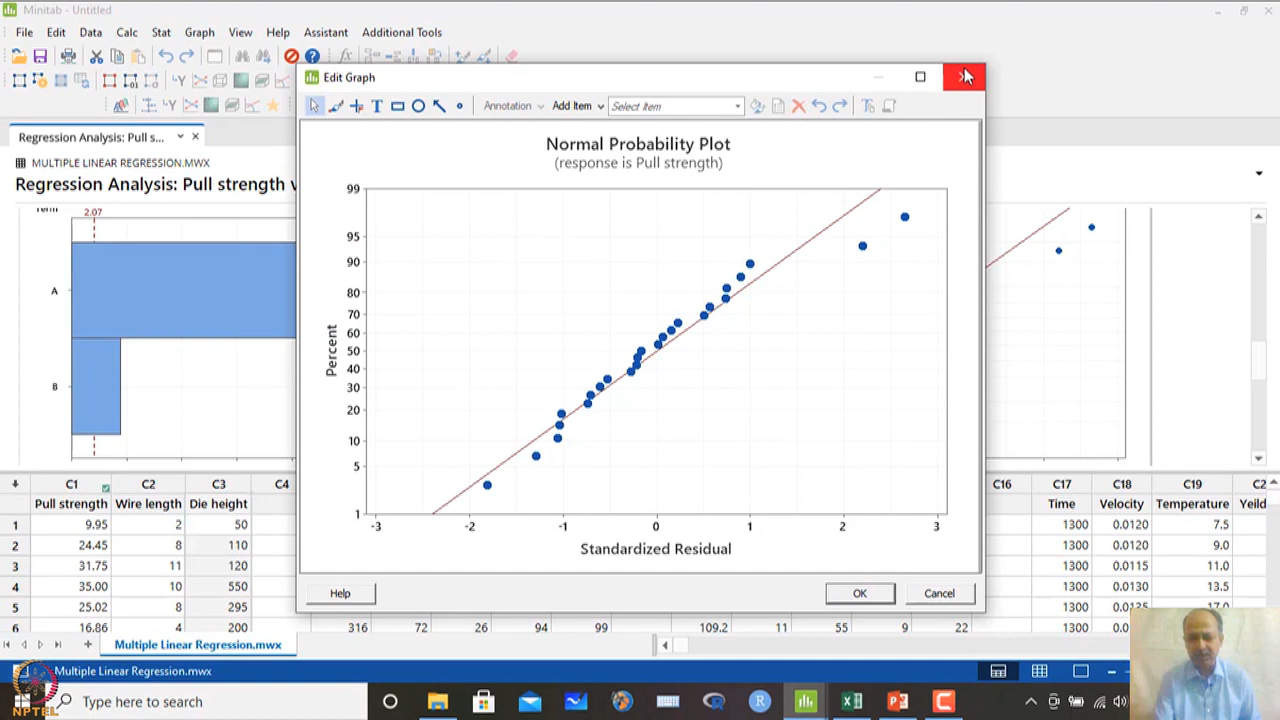 Minitab - Untitled
File Edit Data Calc Stat Graph View Help Assistant Additional Tools
Regression Analysis: Pull s...
MULTIPLE LINEAR REGRESSION.MWX
Regression Analysis: Pull strength v
Term
2.07
A
B
Edit Graph
Annotation Add Item Select Item
Normal Probability Plot
(response is Pull strength)
99
95
90
80
70
60
50
40
30
20
10
5
1
Percent
-3 -2 -1 0 1 2 3
Standardized Residual
Help OK Cancel
C1 C2 C3 C4 C16 C17 C18 C19 C2
Pull strength Wire length Die height Time Velocity Temperature Yeild
1 9.95 2 50 1300 0.0120 7.5
2 24.45 8 110 1300 0.0120 9.0
3 31.75 11 120 1300 0.0115 11.0
4 35.00 10 550 1300 0.0130 13.5
5 25.02 8 295 1300 0.0135 17.0
6 16.86 4 200 316 72 26 94 99 109.2 11 55 9 22 1300
Multiple Linear Regression.mwx
Multiple Linear Regression.mwx
Type here to search
NPTEL